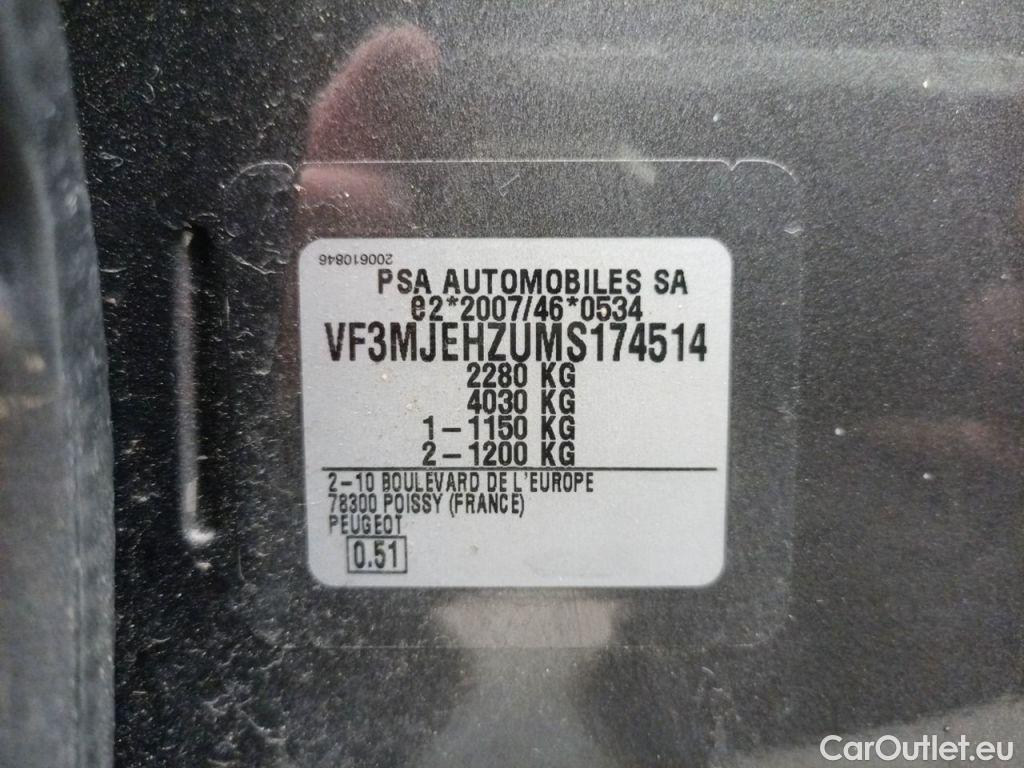 200610846
PSA AUTOMOBILES SA
e2*2007/46*0534
VF3MJEHZUMS174514
2280 KG
4030 KG
1-1150 KG
2-1200 KG
2-10 BOULEVARD DE L'EUROPE
78300 POISSY (FRANCE)
PEUGEOT
0.51
CarOutlet.eu